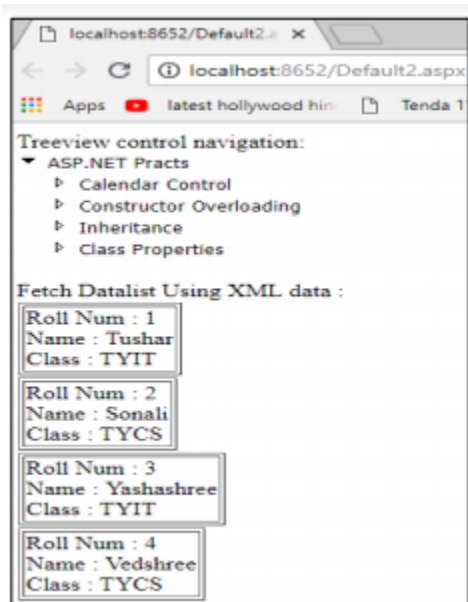 localhost:8652/Default2.a
localhost:8652/Default2.aspx
Apps latest hollywood hin Tenda 1
Treeview control navigation:
ASP.NET Practs
Calendar Control
Constructor Overloading
Inheritance
Class Properties
Fetch Datalist Using XML data :
Roll Num : 1
Name : Tushar
Class : TYIT
Roll Num : 2
Name : Sonali
Class : TYCS
Roll Num : 3
Name : Yashashree
Class : TYIT
Roll Num : 4
Name : Vedshree
Class : TYCS